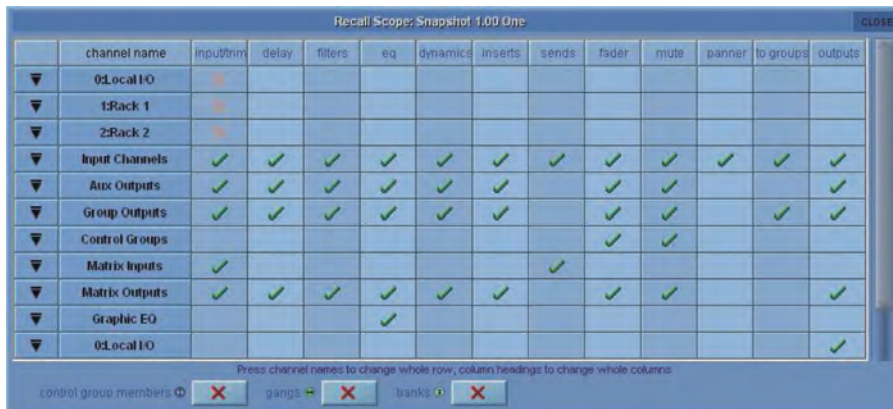 Recall Scope: Snapshot 1.00 One CLOSE
channel name input/trim delay filters eq dynamics inserts sends fader mute panner to groups outputs
0:Local I/O
1:Rack 1
2:Rack 2
Input Channels
Aux Outputs
Group Outputs
Control Groups
Matrix Inputs
Matrix Outputs
Graphic EQ
0:Local I/O
Press channel names to change whole row, column headings to change whole columns
control group members gangs banks